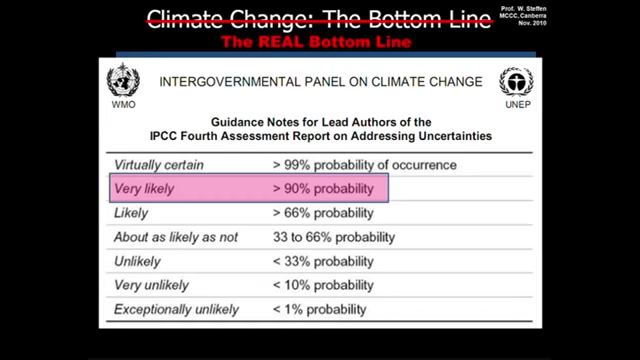 Climate Change: The Bottom Line
Prof. W. Steffen
MCCC, Canberra
Nov. 2010
The REAL Bottom Line
INTERGOVERNMENTAL PANEL ON CLIMATE CHANGE
WMO
UNEP
Guidance Notes for Lead Authors of the
IPCC Fourth Assessment Report on Addressing Uncertainties
Virtually certain > 99% probability of occurrence
Very likely > 90% probability
Likely > 66% probability
About as likely as not 33 to 66% probability
Unlikely < 33% probability
Very unlikely < 10% probability
Exceptionally unlikely < 1% probability